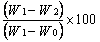 (W₁− W₂)
(W₁− W₀) ×100